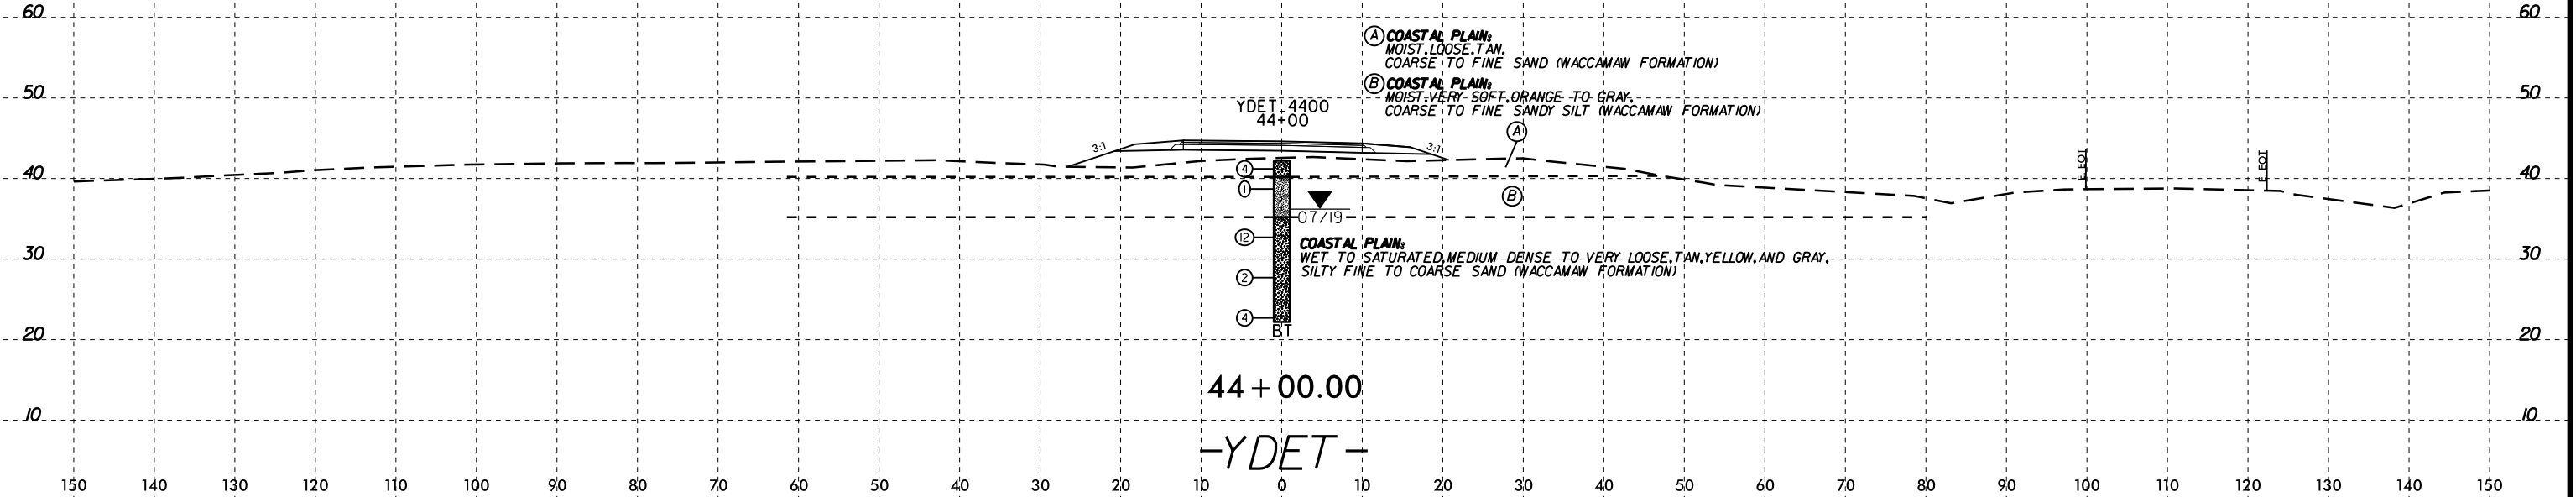 60 60
Ⓐ COASTAL PLAIN:
MOIST, LOOSE, TAN,
COARSE TO FINE SAND (WACCAMAW FORMATION)
Ⓑ COASTAL PLAIN:
50 50
MOIST, VERY SOFT, ORANGE TO GRAY,
COARSE TO FINE SANDY SILT (WACCAMAW FORMATION)
YDET_4400
44+00
A
3:1 3:1
E. EOT E. EOT
4
40 40
1
B
07/19
12
COASTAL PLAIN:
WET TO SATURATED, MEDIUM DENSE TO VERY LOOSE, TAN, YELLOW, AND GRAY,
30 30
SILTY FINE TO COARSE SAND (WACCAMAW FORMATION)
2
4
BT
20 20
44+00.00
10 10
-YDET-
150 140 130 120 110 100 90 80 70 60 50 40 30 20 10 0 10 20 30 40 50 60 70 80 90 100 110 120 130 140 150